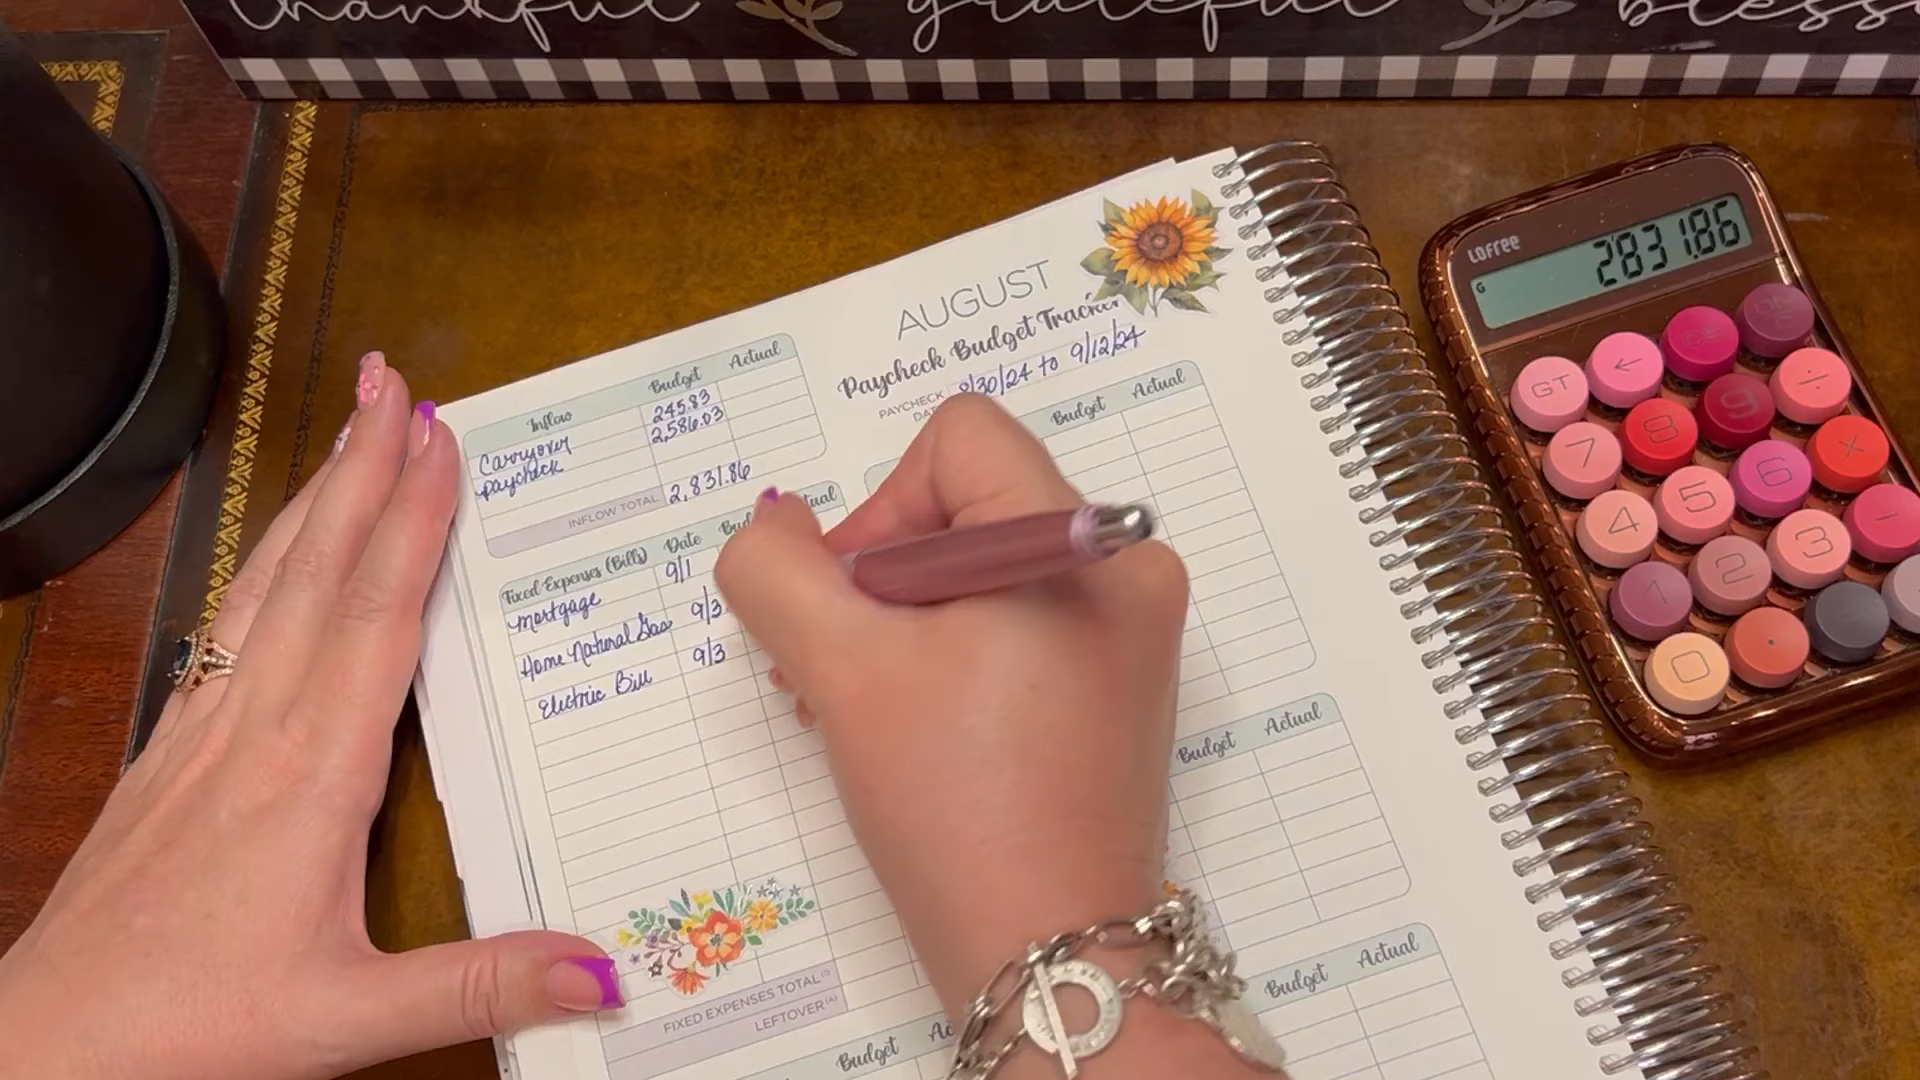 thankful grateful
AUGUST
Paycheck Budget Tracker
PAYCHECK 8/30/24 to 9/12/24
Inflow Budget Actual
Carryover 245.83
paycheck 2,586.03
INFLOW TOTAL 2,831.86
Fixed Expenses (Bills) Date
Mortgage 9/1
Home Natural Gas 9/3
Electric Bill 9/3
FIXED EXPENSES TOTAL
LEFTOVER (A)
Budget
Budget Actual
Budget Actual
Budget Actual
LOFREE
G 2831.86
GT ← CE
7 8 9 ÷
4 5 6 ×
1 2 3 -
0 .